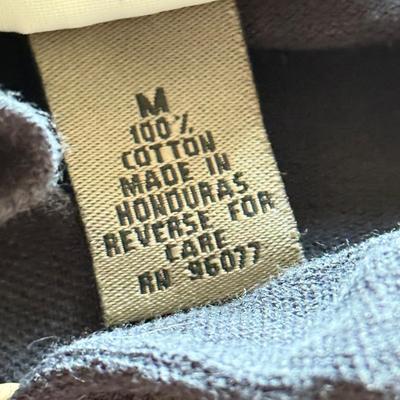 M
100%
COTTON
MADE IN
HONDURAS
REVERSE FOR
CARE
RN 96077